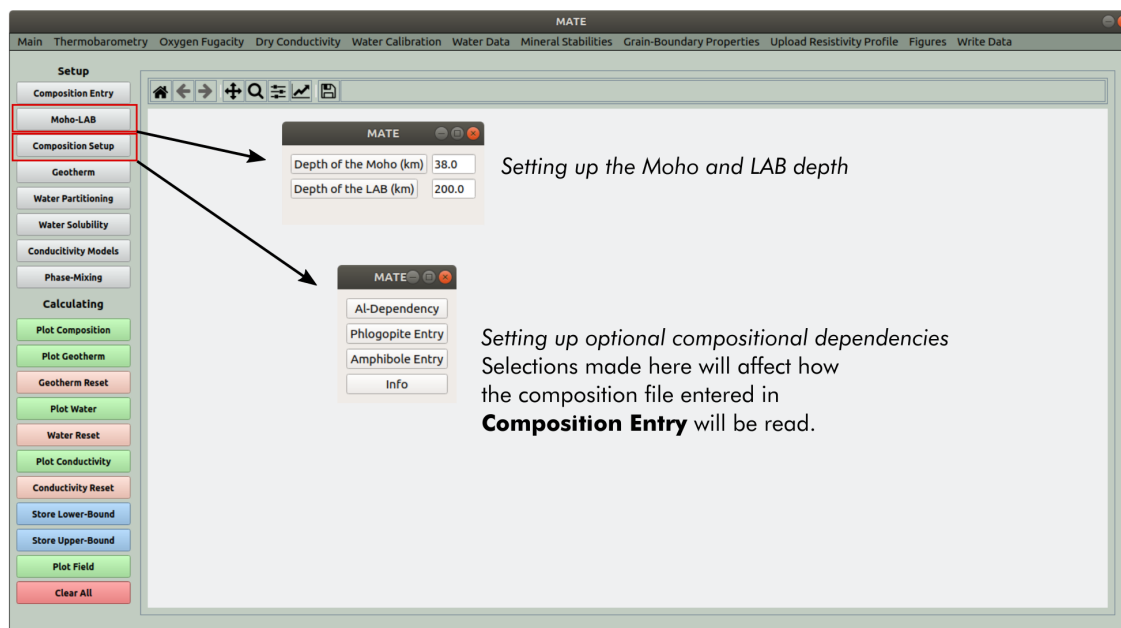 MATE
Main Thermobarometry Oxygen Fugacity Dry Conductivity Water Calibration Water Data Mineral Stabilities Grain-Boundary Properties Upload Resistivity Profile Figures Write Data
Setup
Composition Entry
Moho-LAB
Composition Setup
Geotherm
Water Partitioning
Water Solubility
Conducitivity Models
Phase-Mixing
Calculating
Plot Composition
Plot Geotherm
Geotherm Reset
Plot Water
Water Reset
Plot Conductivity
Conductivity Reset
Store Lower-Bound
Store Upper-Bound
Plot Field
Clear All
MATE
Depth of the Moho (km) 38.0
Depth of the LAB (km) 200.0
Setting up the Moho and LAB depth
MATE
Al-Dependency
Phlogopite Entry
Amphibole Entry
Info
Setting up optional compositional dependencies
Selections made here will affect how
the composition file entered in
Composition Entry will be read.